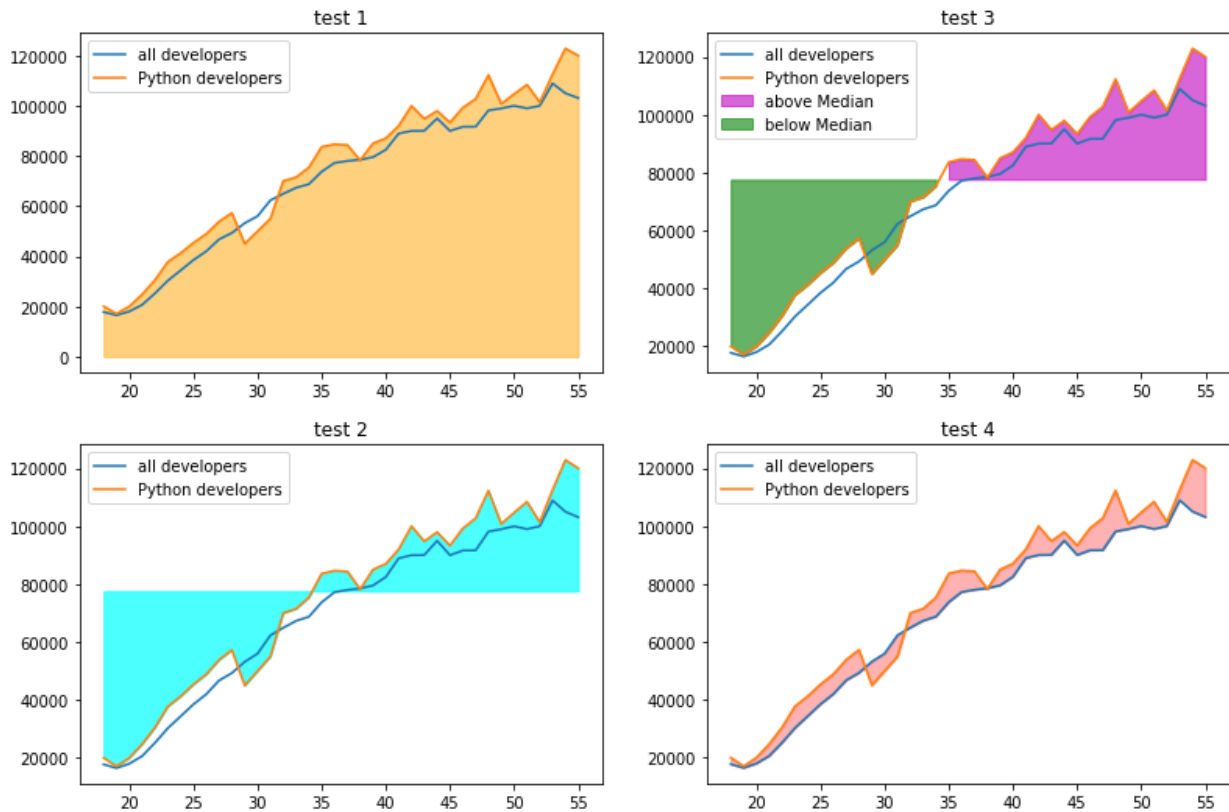 test 1
all developers
Python developers
120000
100000
80000
60000
40000
20000
0
20 25 30 35 40 45 50 55
test 3
all developers
Python developers
above Median
below Median
120000
100000
80000
60000
40000
20000
20 25 30 35 40 45 50 55
test 2
all developers
Python developers
120000
100000
80000
60000
40000
20000
20 25 30 35 40 45 50 55
test 4
all developers
Python developers
120000
100000
80000
60000
40000
20000
20 25 30 35 40 45 50 55